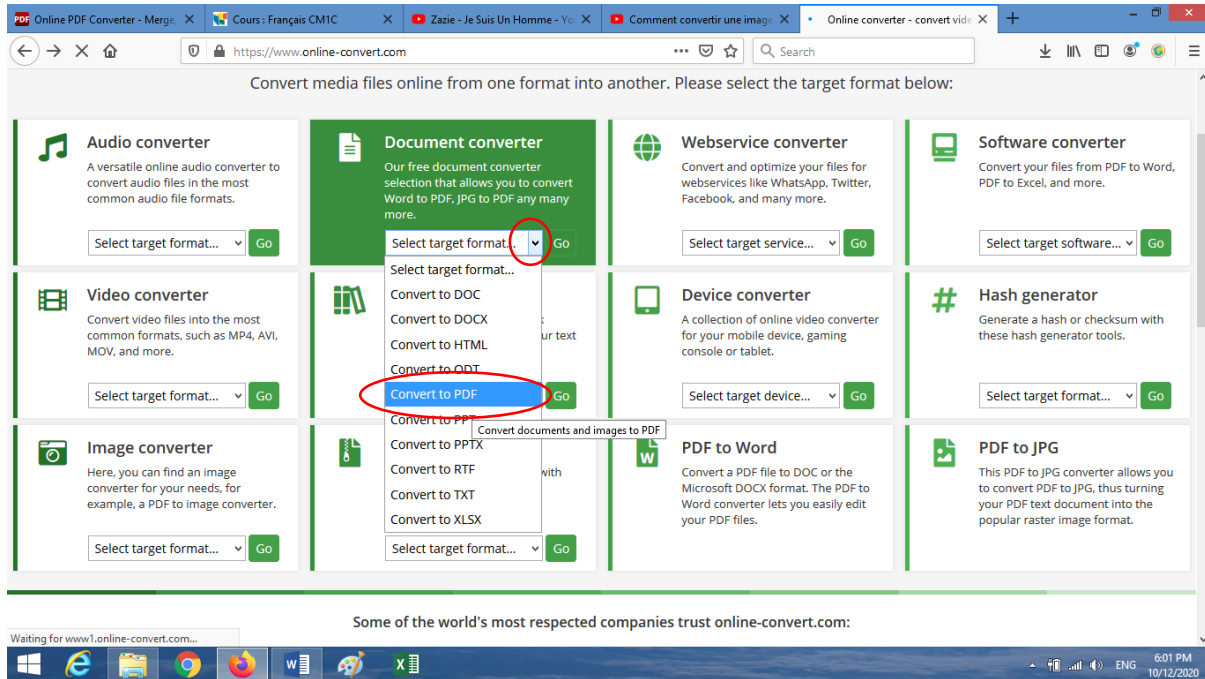 Online PDF Converter - Merge,
Cours : Français CM1C
Zazie - Je Suis Un Homme - Yo
Comment convertir une image
Online converter - convert vide
https://www.online-convert.com
Search
Convert media files online from one format into another. Please select the target format below:
Audio converter
A versatile online audio converter to
convert audio files in the most
common audio file formats.
Select target format...
Go
Document converter
Our free document converter
selection that allows you to convert
Word to PDF, JPG to PDF any many
more.
Select target format...
Go
Select target format...
Convert to DOC
Convert to DOCX
Convert to HTML
Convert to ODT
Convert to PDF
Convert to PPT
Convert to PPTX
Convert to RTF
Convert to TXT
Convert to XLSX
Convert documents and images to PDF
Webservice converter
Convert and optimize your files for
webservices like WhatsApp, Twitter,
Facebook, and many more.
Select target service...
Go
Software converter
Convert your files from PDF to Word,
PDF to Excel, and more.
Select target software...
Go
Video converter
Convert video files into the most
common formats, such as MP4, AVI,
MOV, and more.
Select target format...
Go
ur text
Go
Device converter
A collection of online video converter
for your mobile device, gaming
console or tablet.
Select target device...
Go
Hash generator
Generate a hash or checksum with
these hash generator tools.
Select target format...
Go
Image converter
Here, you can find an image
converter for your needs, for
example, a PDF to image converter.
Select target format...
Go
with
Select target format...
Go
PDF to Word
Convert a PDF file to DOC or the
Microsoft DOCX format. The PDF to
Word converter lets you easily edit
your PDF files.
PDF to JPG
This PDF to JPG converter allows you
to convert PDF to JPG, thus turning
your PDF text document into the
popular raster image format.
Some of the world's most respected companies trust online-convert.com:
Waiting for www1.online-convert.com...
ENG
6:01 PM
10/12/2020